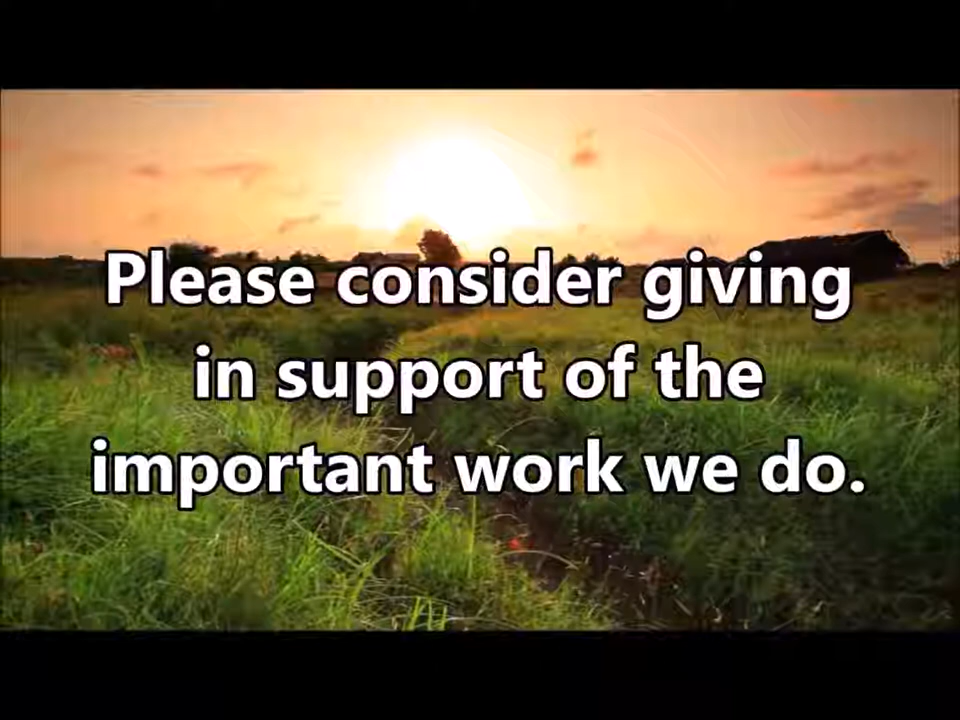 Please consider giving
in support of the
important work we do.